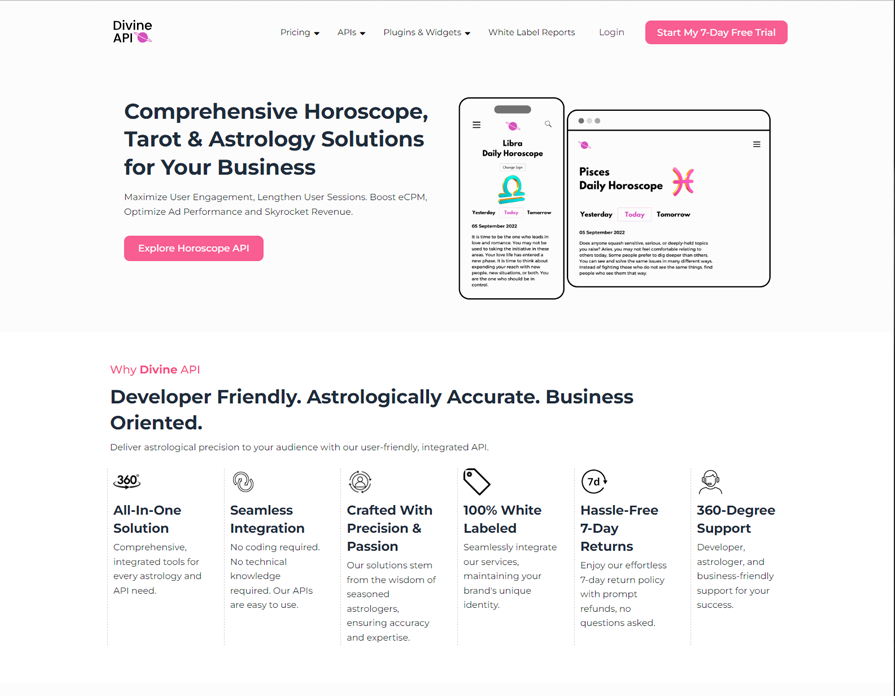 Divine
API
Pricing
APIs
Plugins & Widgets
White Label Reports
Login
Start My 7-Day Free Trial
Comprehensive Horoscope,
Tarot & Astrology Solutions
for Your Business
Maximize User Engagement, Lengthen User Sessions. Boost eCPM,
Optimize Ad Performance and Skyrocket Revenue.
Explore Horoscope API
Libra
Daily Horoscope
Change Sign
Yesterday Today Tomorrow
05 September 2022
It is time to be the one who leads in
love and romance. You may not be
used to taking the initiative in these
areas. Your love life has entered a
new phase. It is time to think about
expanding your reach with new
people, new situations, or both. You
are the one who should be in
control.
Pisces
Daily Horoscope
Yesterday Today Tomorrow
05 September 2022
Does anyone squash sensitive, serious, or deeply-held topics
you raise? Aries, you may not feel comfortable relating to
others today. Some people prefer to dig deeper than others.
You can see and solve the same issues in many different ways.
Instead of fighting those who do not see the same things, find
people who see them that way.
Why Divine API
Developer Friendly. Astrologically Accurate. Business
Oriented.
Deliver astrological precision to your audience with our user-friendly, integrated API.
360°
All-In-One
Solution
Comprehensive,
integrated tools for
every astrology and
API need.
Seamless
Integration
No coding required.
No technical
knowledge
required. Our APIs
are easy to use.
Crafted With
Precision &
Passion
Our solutions stem
from the wisdom of
seasoned
astrologers,
ensuring accuracy
and expertise.
100% White
Labeled
Seamlessly integrate
our services,
maintaining your
brand's unique
identity.
7d
Hassle-Free
7-Day
Returns
Enjoy our effortless
7-day return policy
with prompt
refunds, no
questions asked.
360-Degree
Support
Developer,
astrologer, and
business-friendly
support for your
success.